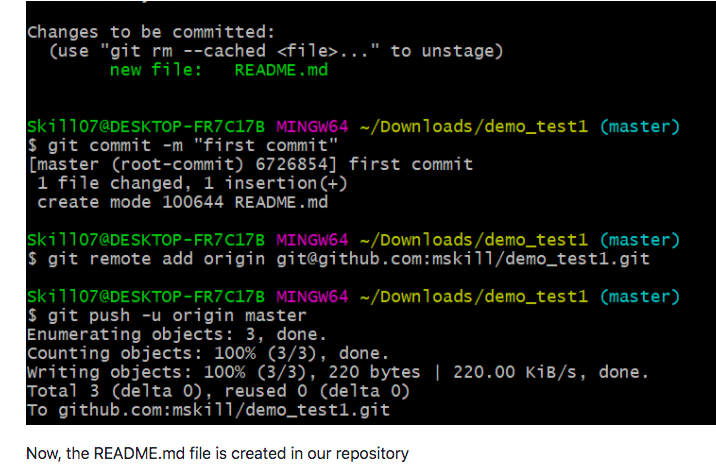 Changes to be committed:
(use "git rm --cached <file>..." to unstage)
new file: README.md
Skill07@DESKTOP-FR7C17B MINGW64 ~/Downloads/demo_test1 (master)
$ git commit -m "first commit"
[master (root-commit) 6726854] first commit
1 file changed, 1 insertion(+)
create mode 100644 README.md
Skill07@DESKTOP-FR7C17B MINGW64 ~/Downloads/demo_test1 (master)
$ git remote add origin git@github.com:mskill/demo_test1.git
Skill07@DESKTOP-FR7C17B MINGW64 ~/Downloads/demo_test1 (master)
$ git push -u origin master
Enumerating objects: 3, done.
Counting objects: 100% (3/3), done.
Writing objects: 100% (3/3), 220 bytes | 220.00 KiB/s, done.
Total 3 (delta 0), reused 0 (delta 0)
To github.com:mskill/demo_test1.git
Now, the README.md file is created in our repository